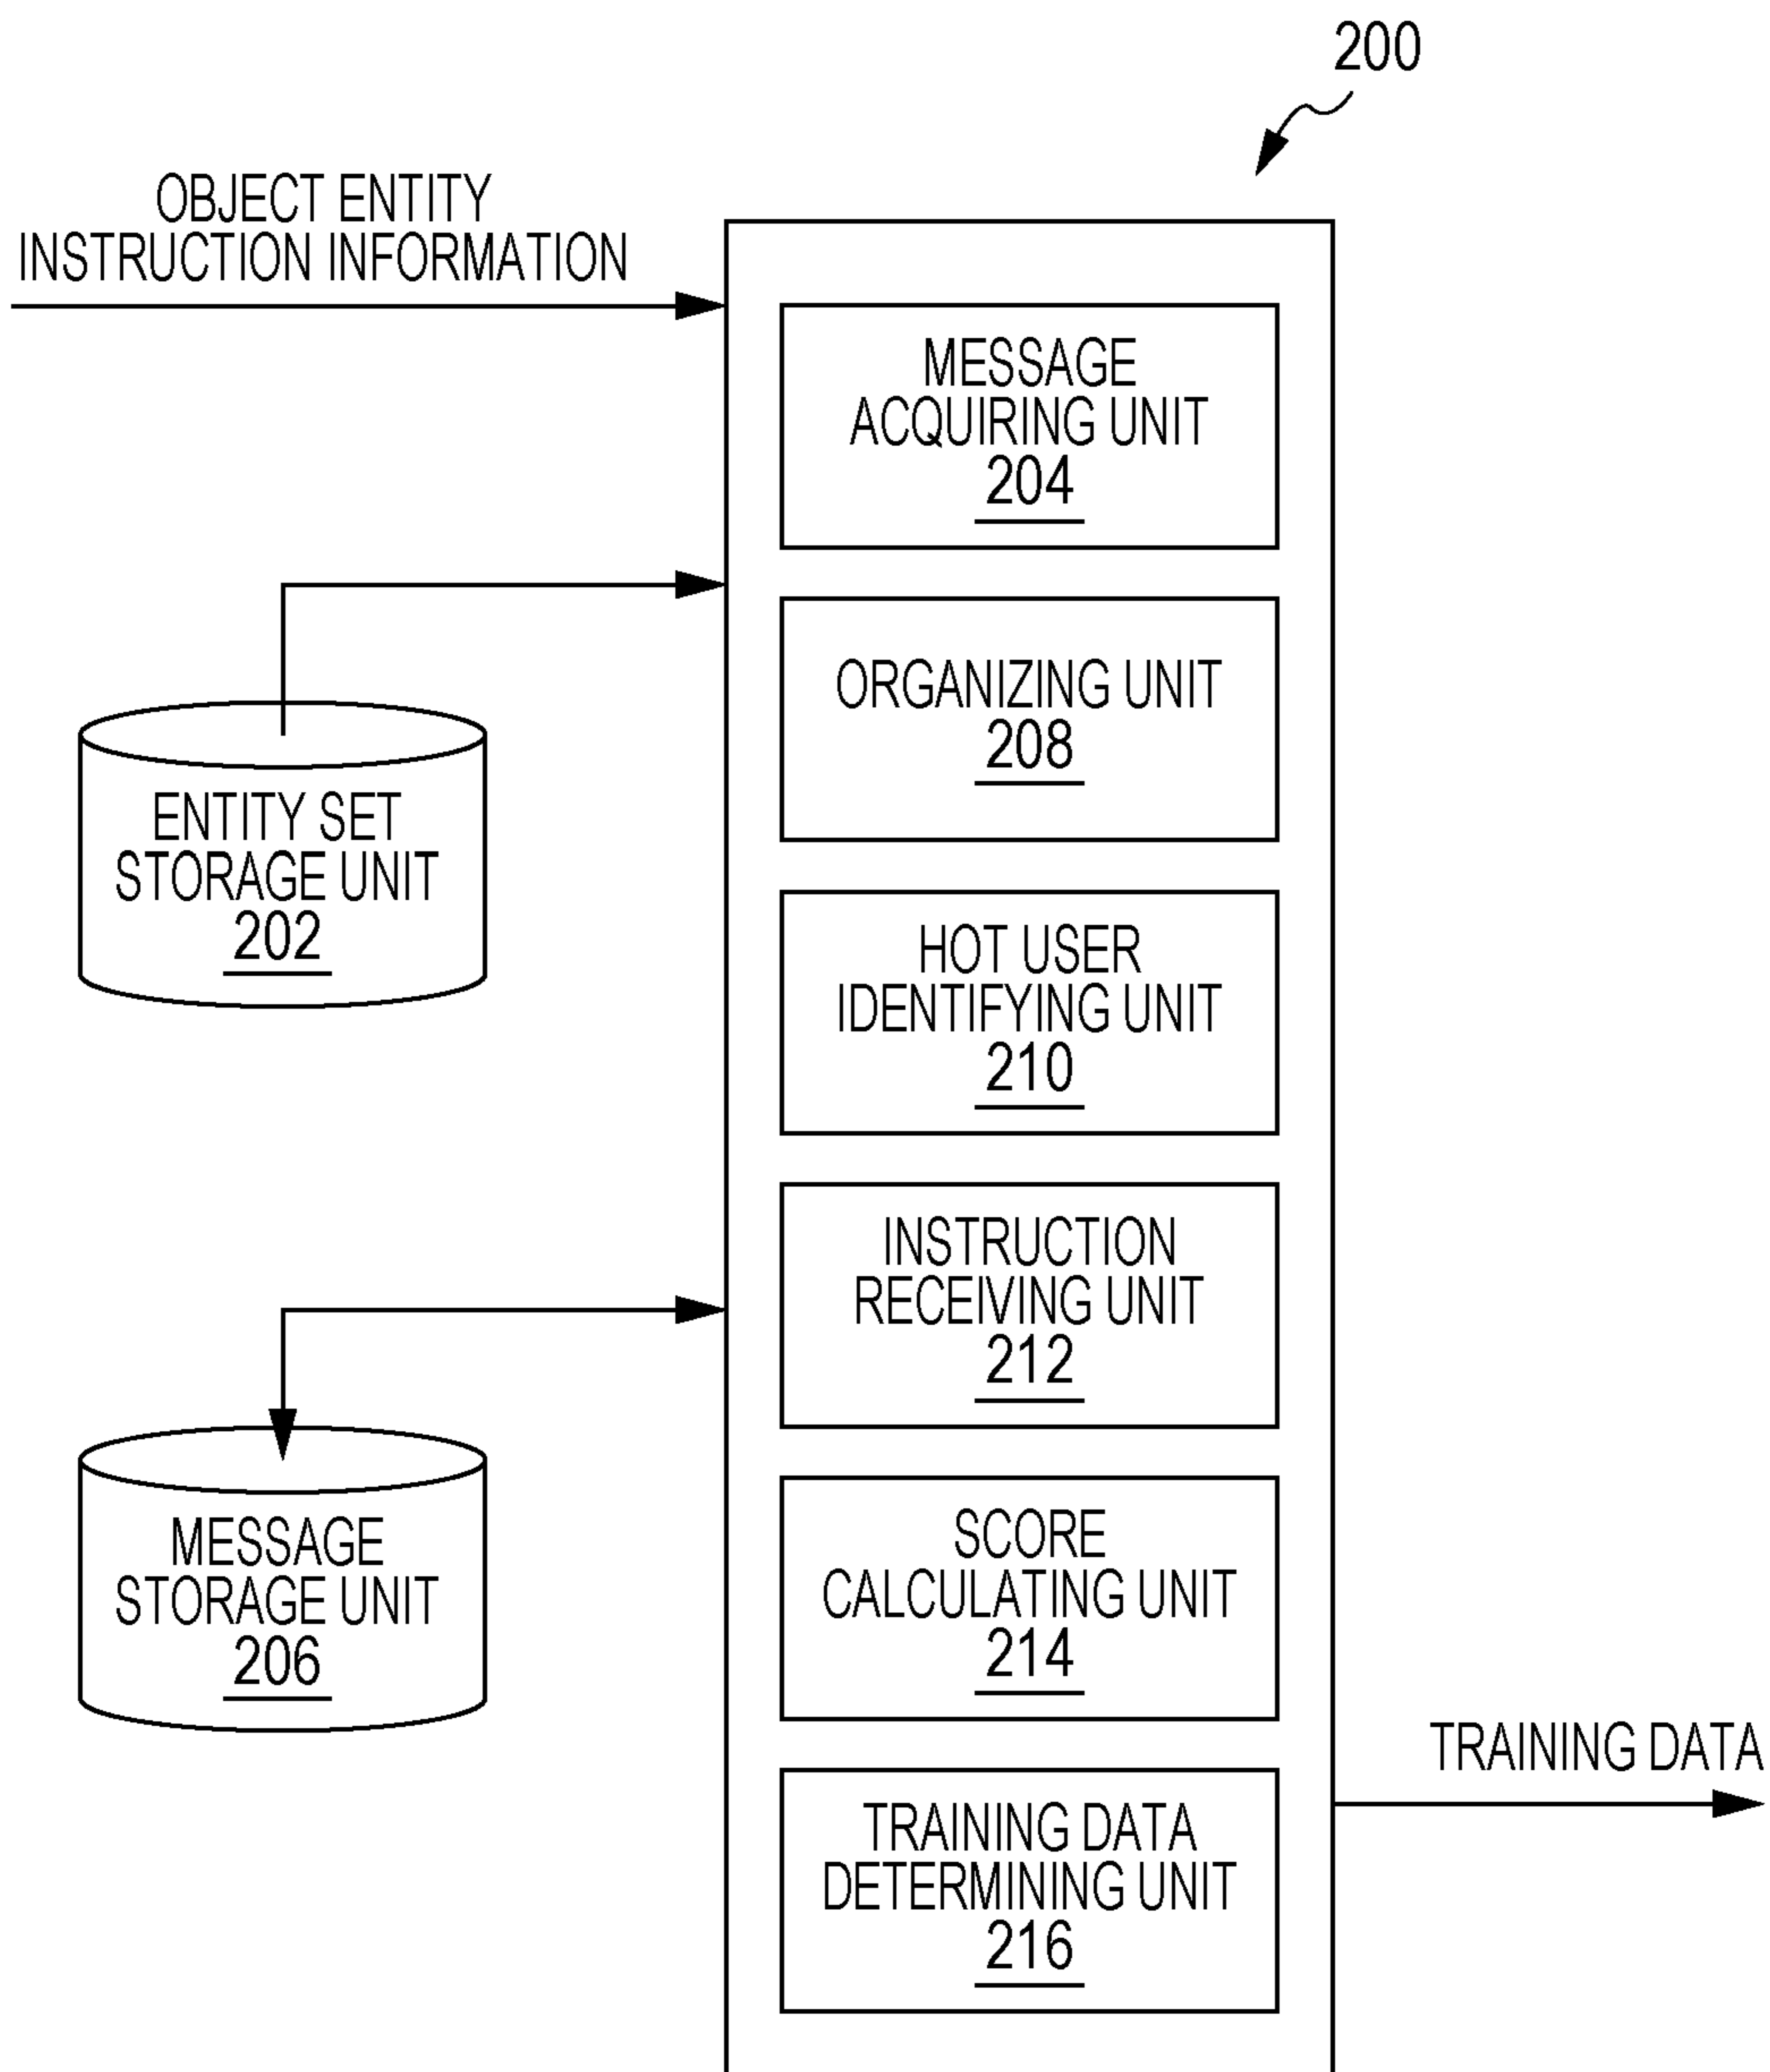 200
OBJECT ENTITY
INSTRUCTION INFORMATION
MESSAGE
ACQUIRING UNIT
204
ORGANIZING UNIT
208
ENTITY SET
STORAGE UNIT
202
HOT USER
IDENTIFYING UNIT
210
INSTRUCTION
RECEIVING UNIT
212
MESSAGE
STORAGE UNIT
206
SCORE
CALCULATING UNIT
214
TRAINING DATA
DETERMINING UNIT
216
TRAINING DATA